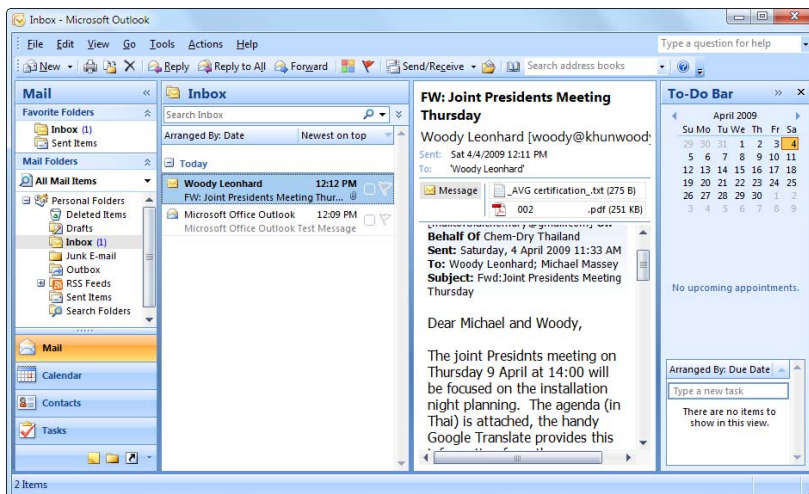 Inbox - Microsoft Outlook
File Edit View Go Tools Actions Help
Type a question for help
New Reply Reply to All Forward Send/Receive Search address books
Mail
Favorite Folders
Inbox (1)
Sent Items
Mail Folders
All Mail Items
Personal Folders
Deleted Items
Drafts
Inbox (1)
Junk E-mail
Outbox
RSS Feeds
Sent Items
Search Folders
Mail
Calendar
Contacts
Tasks
2 Items
Inbox
Search Inbox
Arranged By: Date Newest on top
Today
Woody Leonhard 12:12 PM
FW: Joint Presidents Meeting Thur...
Microsoft Office Outlook 12:09 PM
Microsoft Office Outlook Test Message
FW: Joint Presidents Meeting
Thursday
Woody Leonhard [woody@khunwoody
Sent: Sat 4/4/2009 12:11 PM
To: 'Woody Leonhard'
Message _AVG certification_.txt (275 B)
002 .pdf (251 KB)
Behalf Of Chem-Dry Thailand
Sent: Saturday, 4 April 2009 11:33 AM
To: Woody Leonhard; Michael Massey
Subject: Fwd:Joint Presidents Meeting
Thursday
Dear Michael and Woody,
The joint Presidnts meeting on
Thursday 9 April at 14:00 will
be focused on the installation
night planning. The agenda (in
Thai) is attached, the handy
Google Translate provides this
To-Do Bar
April 2009
Su Mo Tu We Th Fr Sa
29 30 31 1 2 3 4
5 6 7 8 9 10 11
12 13 14 15 16 17 18
19 20 21 22 23 24 25
26 27 28 29 30 1 2
3 4 5 6 7 8 9
No upcoming appointments.
Arranged By: Due Date
Type a new task
There are no items to
show in this view.